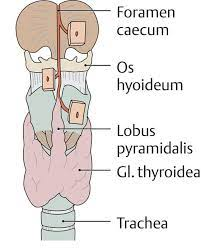 Foramen
caecum
Os
hyoideum
Lobus
pyramidalis
Gl. thyroidea
Trachea